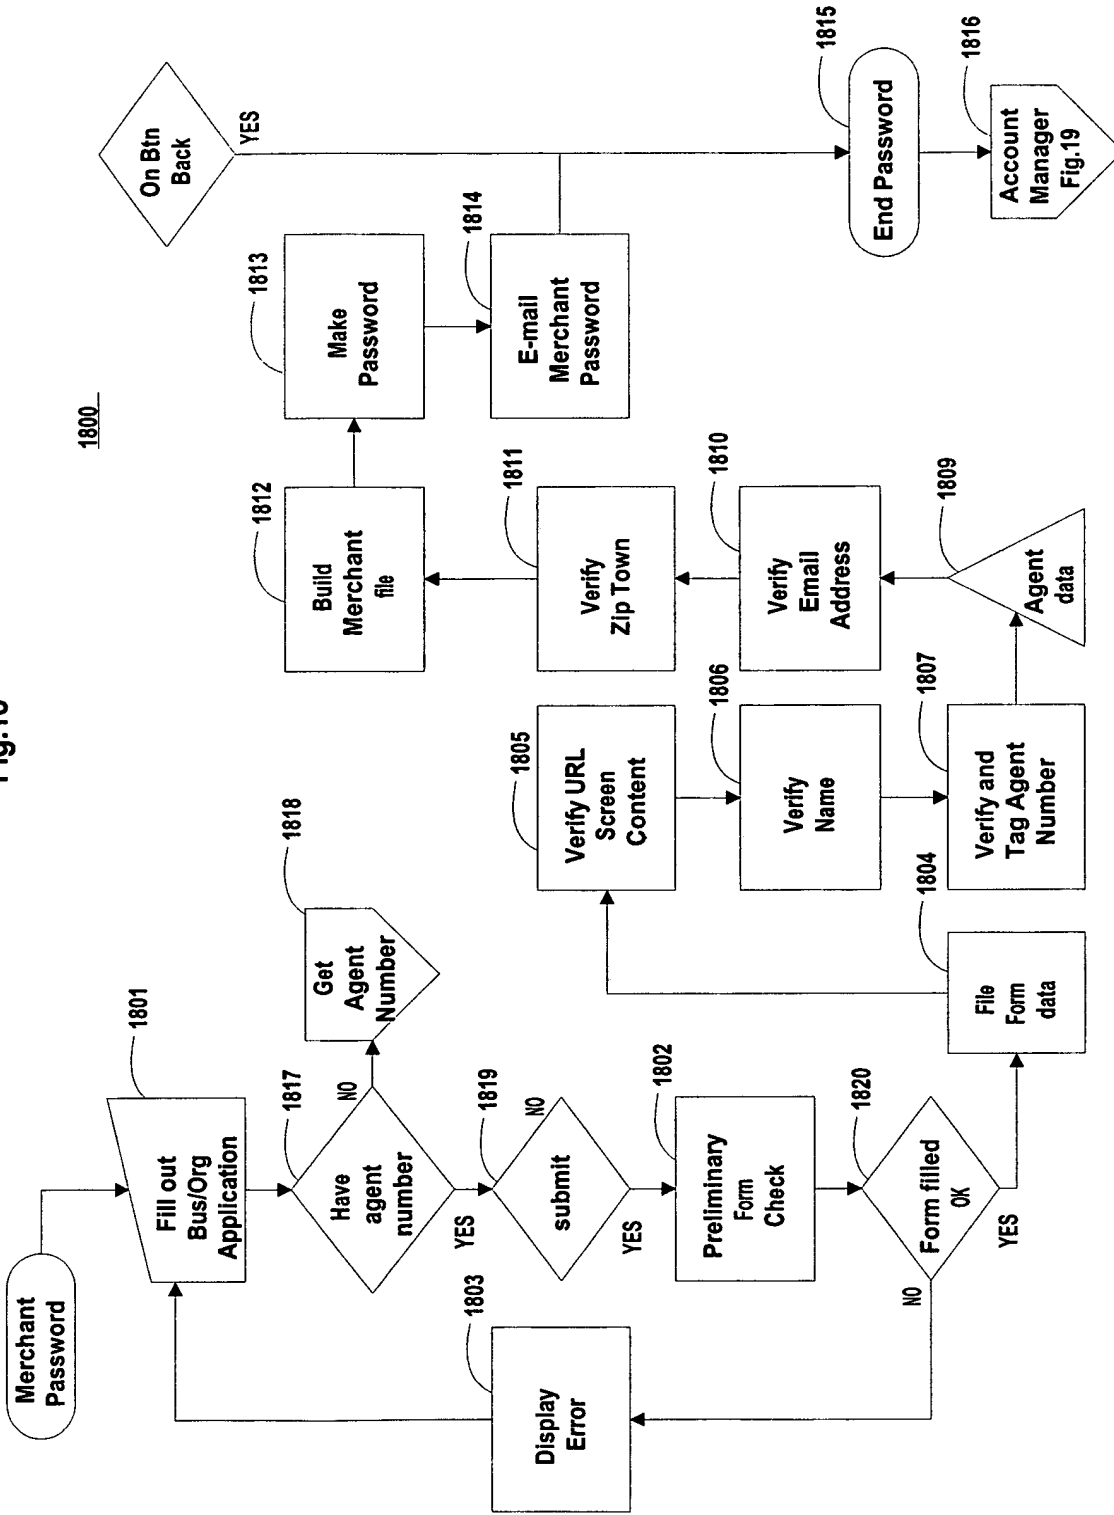 Fig.18
1800
Merchant
Password
1801
Fill out
Bus/Org
Application
1817
Have
agent
number
NO
YES
1818
Get
Agent
Number
1819
submit
NO
YES
1802
Preliminary
Form
Check
1820
Form filled
OK
NO
YES
1803
Display
Error
1804
File
Form
data
1805
Verify URL
Screen
Content
1806
Verify
Name
1807
Verify and
Tag Agent
Number
1809
Agent
data
1810
Verify
Email
Address
1811
Verify
Zip Town
1812
Build
Merchant
file
1813
Make
Password
1814
E-mail
Merchant
Password
On Btn
Back
YES
1815
End Password
1816
Account
Manager
Fig.19